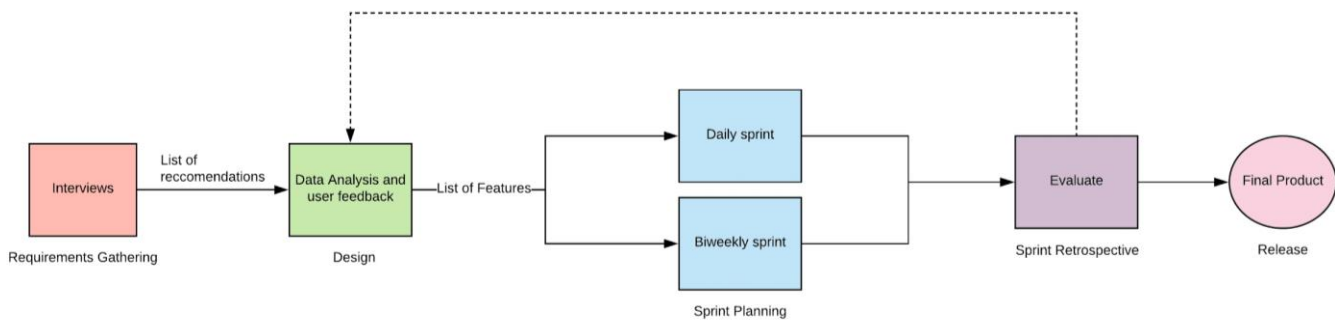 Interviews
Requirements Gathering
List of
reccomendations
Data Analysis and
user feedback
Design
List of Features
Daily sprint
Biweekly sprint
Sprint Planning
Evaluate
Sprint Retrospective
Final Product
Release